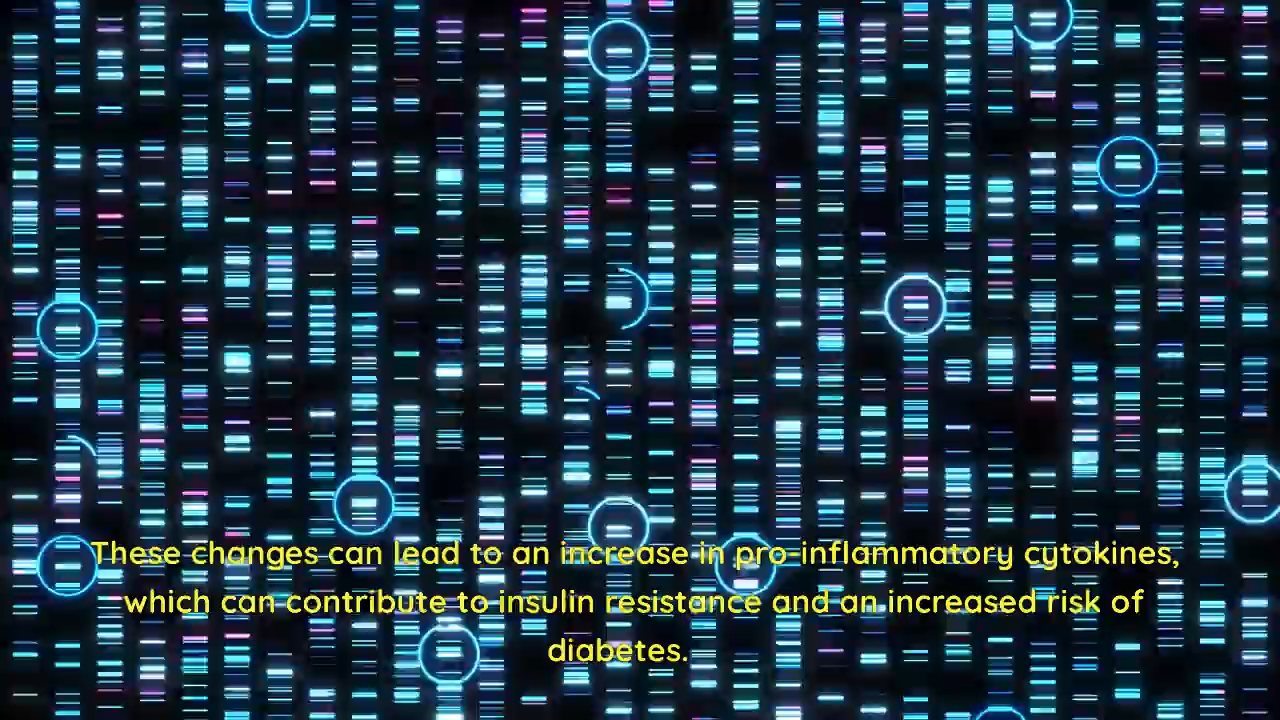 These changes can lead to an increase in pro-inflammatory cytokines,
which can contribute to insulin resistance and an increased risk of
diabetes.